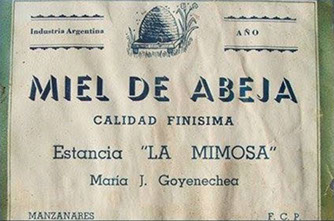 Industria Argentina AÑO
MIEL DE ABEJA
CALIDAD FINISIMA
Estancia "LA MIMOSA"
María J. Goyenechea
MANZANARES F. C. P.